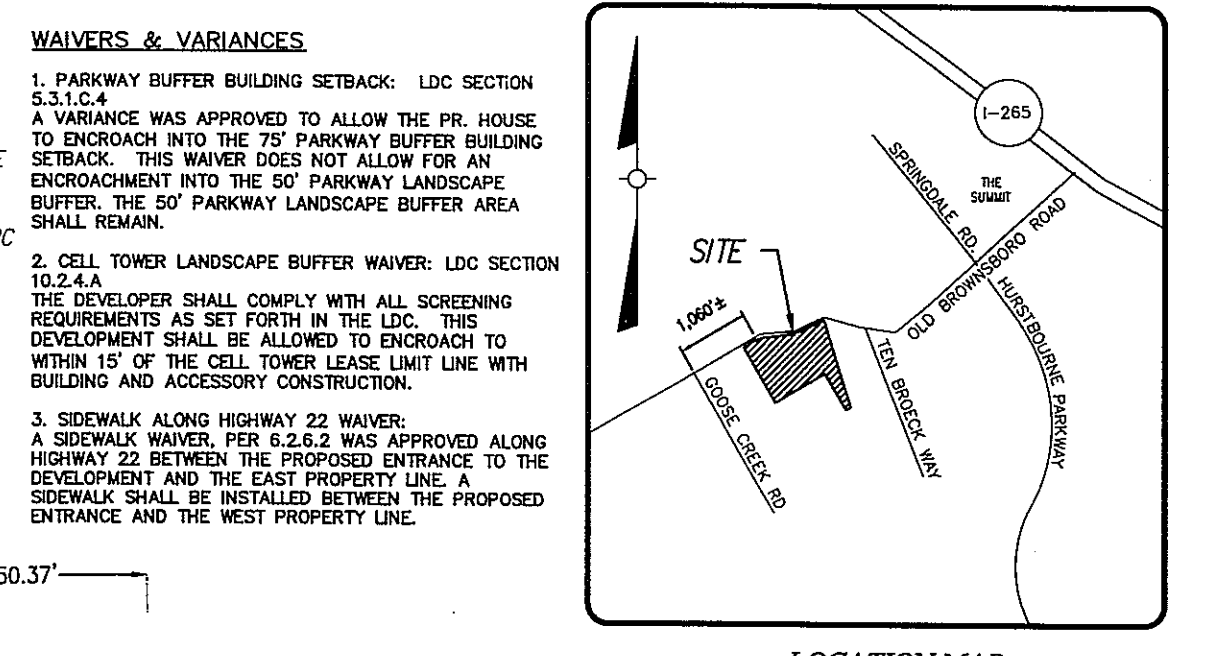 WAIVERS & VARIANCES
1. PARKWAY BUFFER BUILDING SETBACK: LDC SECTION
5.3.1.C.4
A VARIANCE WAS APPROVED TO ALLOW THE PR. HOUSE
TO ENCROACH INTO THE 75' PARKWAY BUFFER BUILDING
SETBACK. THIS WAIVER DOES NOT ALLOW FOR AN
ENCROACHMENT INTO THE 50' PARKWAY LANDSCAPE
BUFFER. THE 50' PARKWAY LANDSCAPE BUFFER AREA
SHALL REMAIN.
2. CELL TOWER LANDSCAPE BUFFER WAIVER: LDC SECTION
10.2.4.A
THE DEVELOPER SHALL COMPLY WITH ALL SCREENING
REQUIREMENTS AS SET FORTH IN THE LDC. THIS
DEVELOPMENT SHALL BE ALLOWED TO ENCROACH TO
WITHIN 15' OF THE CELL TOWER LEASE LIMIT LINE WITH
BUILDING AND ACCESSORY CONSTRUCTION.
3. SIDEWALK ALONG HIGHWAY 22 WAIVER:
A SIDEWALK WAIVER, PER 6.2.6.2 WAS APPROVED ALONG
HIGHWAY 22 BETWEEN THE PROPOSED ENTRANCE TO THE
DEVELOPMENT AND THE EAST PROPERTY LINE. A
SIDEWALK SHALL BE INSTALLED BETWEEN THE PROPOSED
ENTRANCE AND THE WEST PROPERTY LINE.
50.37'
I-265
SPRINGDALE RD.
THE
SUMMIT
OLD BROWNSBORO ROAD
SITE
1,060'±
HURSTBOURNE PARKWAY
TEN BROECK WAY
GOOSE CREEK RD
LOCATION MAP